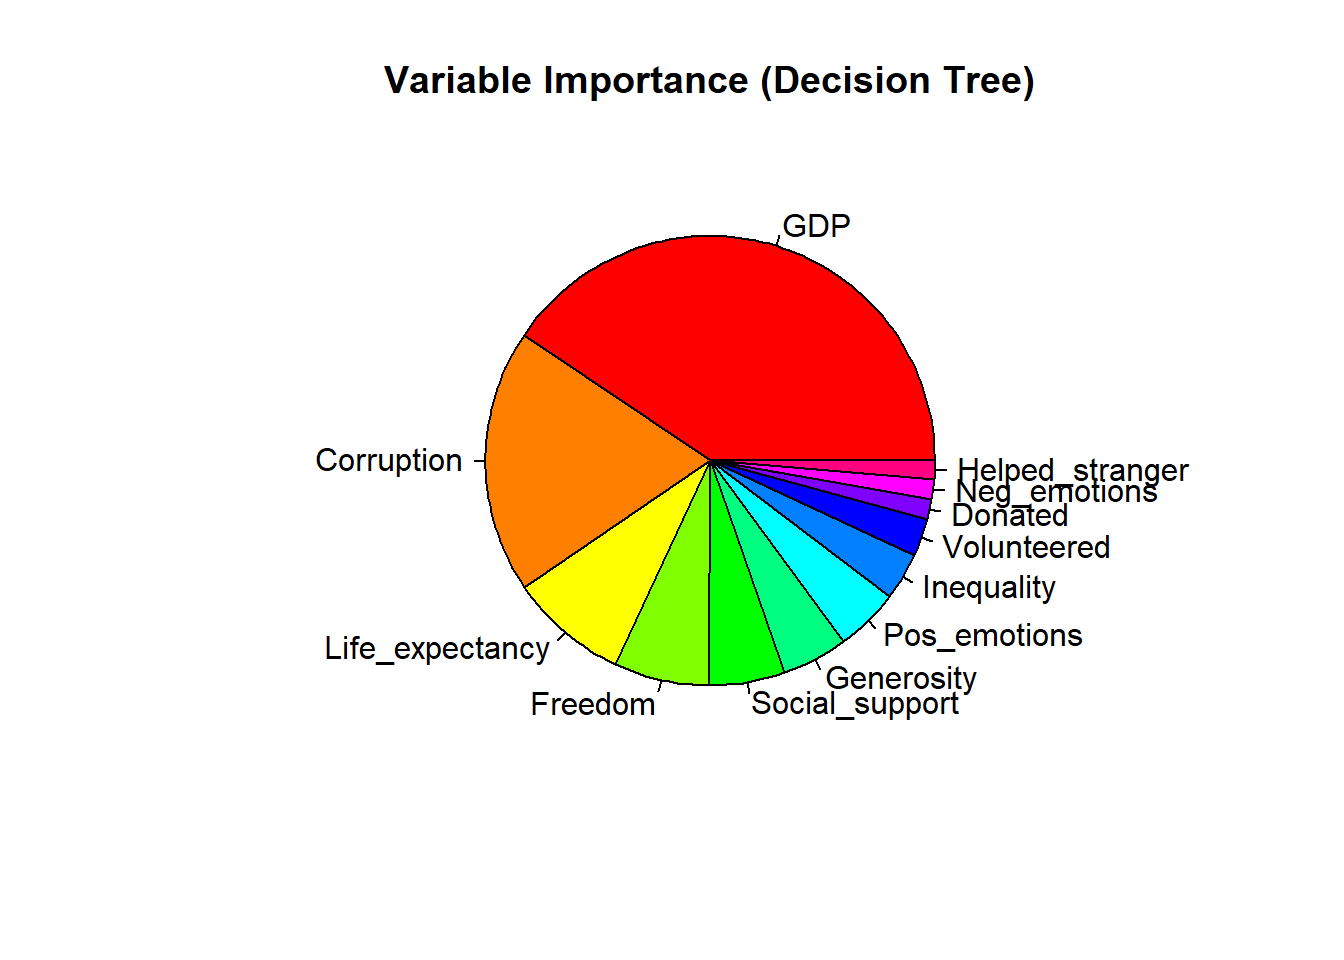 Variable Importance (Decision Tree)
GDP
Corruption
Helped_stranger
Neg_emotions
Donated
Volunteered
Inequality
Pos_emotions
Life_expectancy
Generosity
Freedom
Social_support